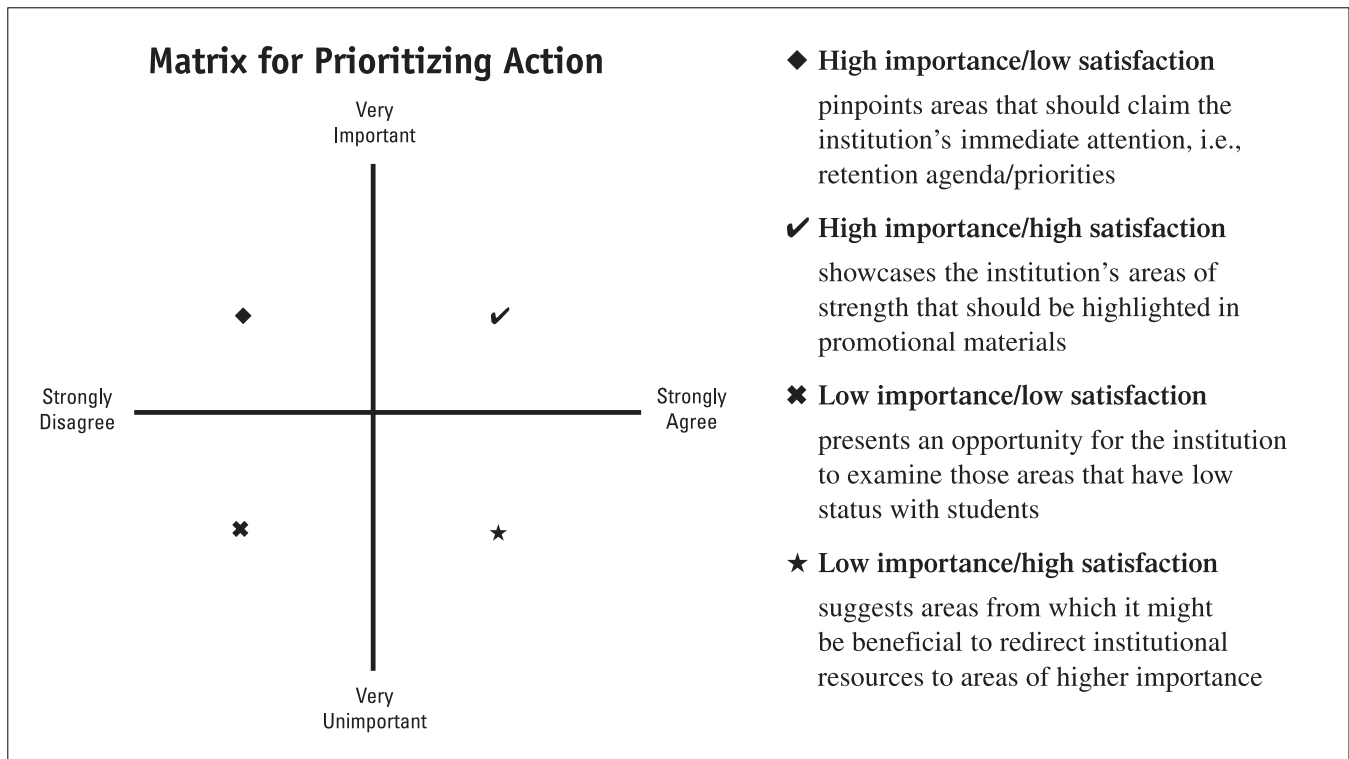 Matrix for Prioritizing Action
Very
Important
Strongly
Disagree
Strongly
Agree
Very
Unimportant
◆ High importance/low satisfaction
pinpoints areas that should claim the
institution’s immediate attention, i.e.,
retention agenda/priorities
✔ High importance/high satisfaction
showcases the institution’s areas of
strength that should be highlighted in
promotional materials
✖ Low importance/low satisfaction
presents an opportunity for the institution
to examine those areas that have low
status with students
★ Low importance/high satisfaction
suggests areas from which it might
be beneficial to redirect institutional
resources to areas of higher importance